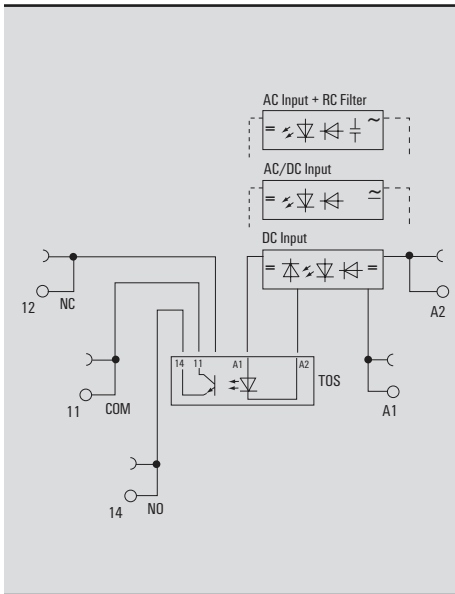 AC Input + RC Filter
= ~
AC/DC Input
= ≃
DC Input
= =
12 NC
A2
14 11 A1 A2
TOS
11 COM
A1
14 NO